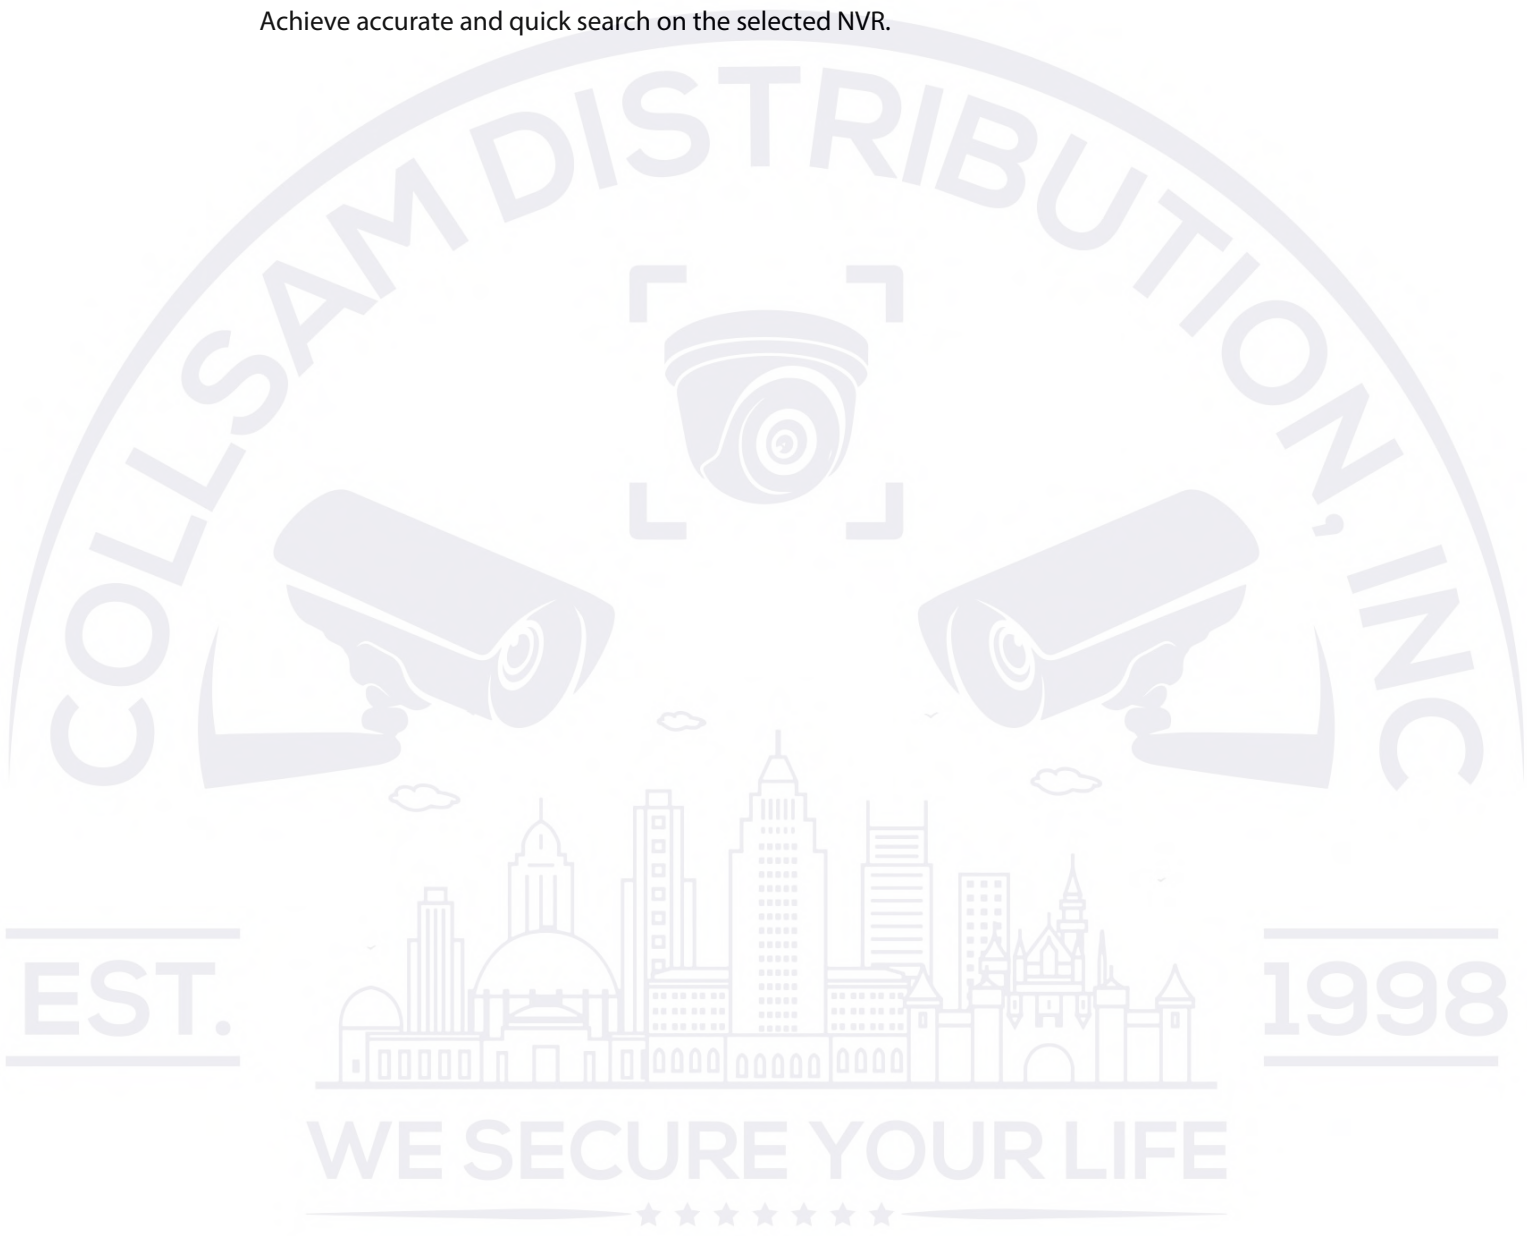 Achieve accurate and quick search on the selected NVR.
COLLSAM DISTRIBUTION, INC
EST.
1998
WE SECURE YOUR LIFE